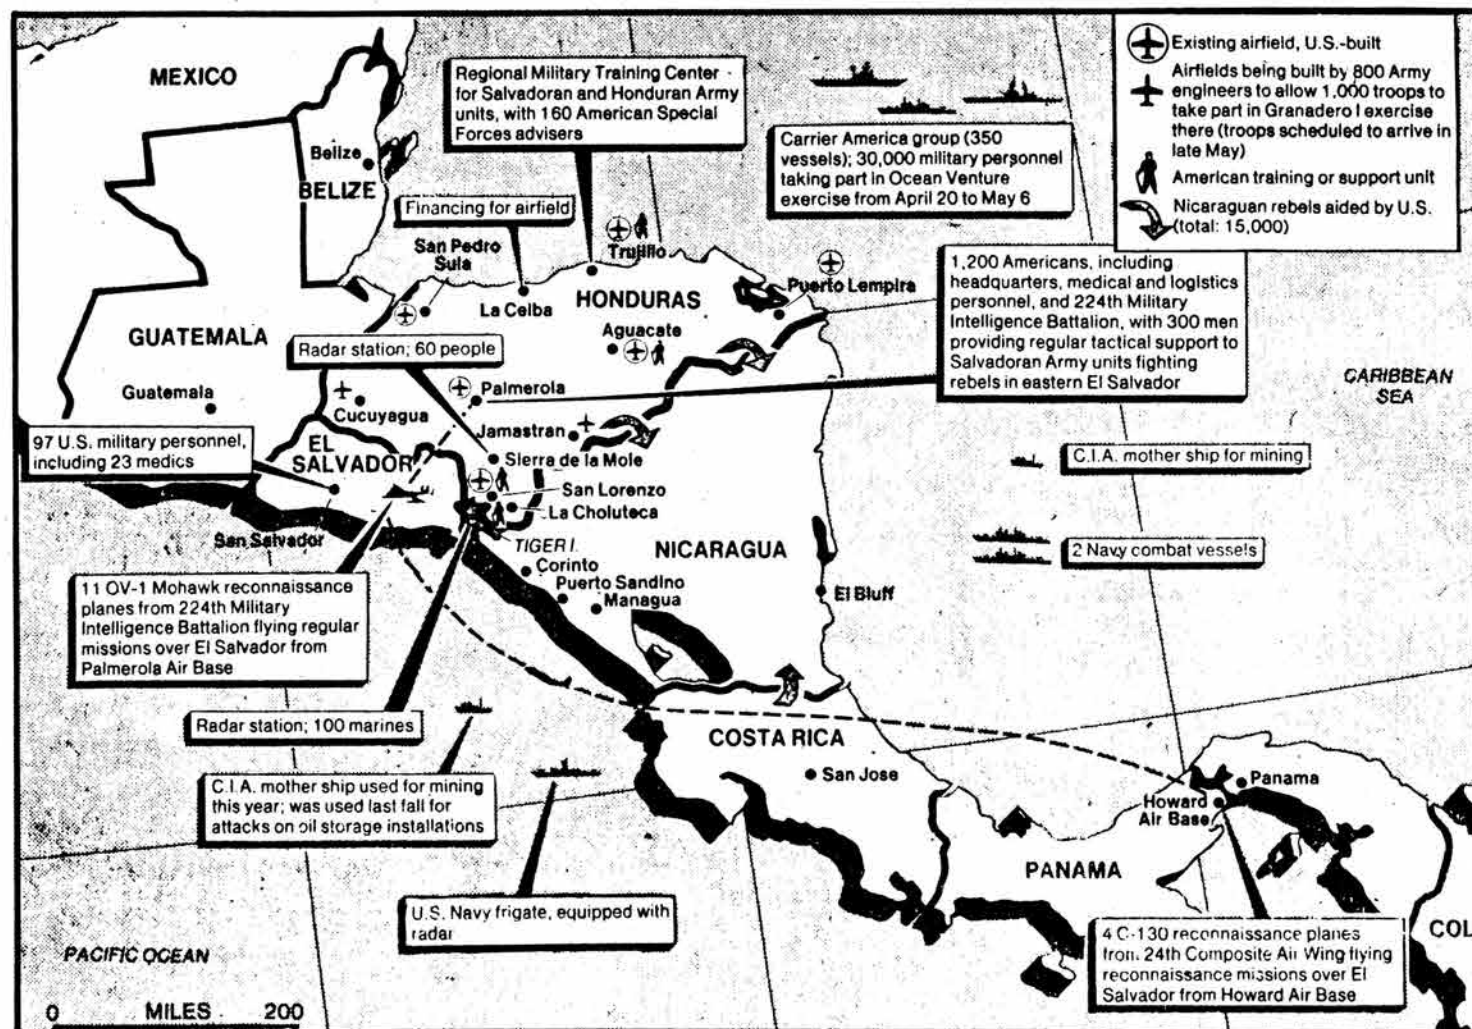 MEXICO
Belize
BELIZE
GUATEMALA
Guatemala
Regional Military Training Center
for Salvadoran and Honduran Army
units, with 160 American Special
Forces advisers
Financing for airfield
San Pedro
Sula
La Ceiba
Trujillo
HONDURAS
Puerto Lempira
Aguacate
Radar station; 60 people
Palmerola
Cucuyagua
Jamastran
Sierra de la Mole
San Lorenzo
La Choluteca
Carrier America group (350
vessels); 30,000 military personnel
taking part in Ocean Venture
exercise from April 20 to May 6
Existing airfield, U.S.-built
Airfields being built by 800 Army
engineers to allow 1,000 troops to
take part in Granadero I exercise
there (troops scheduled to arrive in
late May)
American training or support unit
Nicaraguan rebels aided by U.S.
(total: 15,000)
1,200 Americans, including
headquarters, medical and logistics
personnel, and 224th Military
Intelligence Battalion, with 300 men
providing regular tactical support to
Salvadoran Army units fighting
rebels in eastern El Salvador
CARIBBEAN
SEA
97 U.S. military personnel,
including 23 medics
EL
SALVADOR
San Salvador
TIGER I.
Corinto
Puerto Sandino
Managua
NICARAGUA
El Bluff
C.I.A. mother ship for mining
2 Navy combat vessels
11 OV-1 Mohawk reconnaissance
planes from 224th Military
Intelligence Battalion flying regular
missions over El Salvador from
Palmerola Air Base
Radar station; 100 marines
C.I.A. mother ship used for mining
this year; was used last fall for
attacks on oil storage installations
U.S. Navy frigate, equipped with
radar
COSTA RICA
San Jose
Panama
Howard
Air Base
PANAMA
COL
4 C-130 reconnaissance planes
from 24th Composite Air Wing flying
reconnaissance missions over El
Salvador from Howard Air Base
PACIFIC OCEAN
0 MILES 200